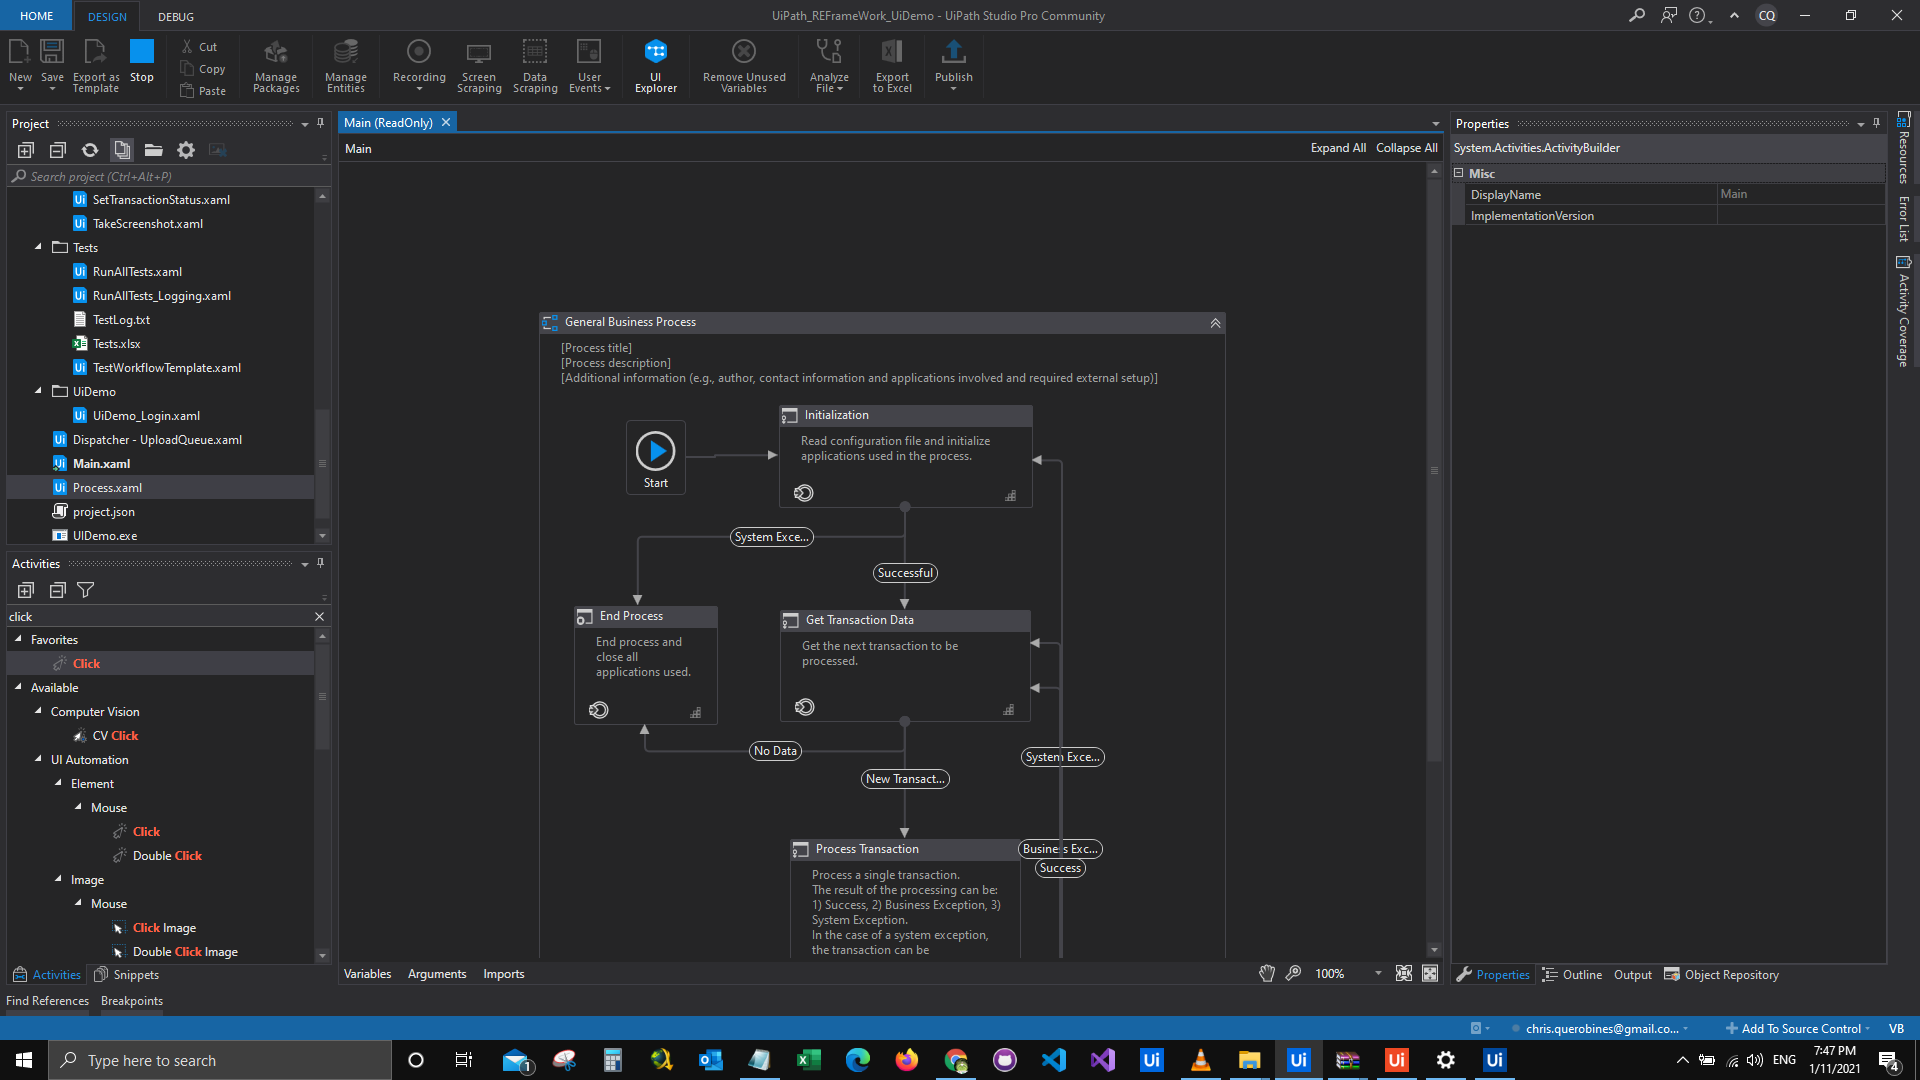 HOME
DESIGN
DEBUG
UiPath_REFrameWork_UiDemo - UiPath Studio Pro Community
CQ
New
Save
Export as Template
Stop
Cut
Copy
Paste
Manage Packages
Manage Entities
Recording
Screen Scraping
Data Scraping
User Events
UI Explorer
Remove Unused Variables
Analyze File
Export to Excel
Publish
Project
Search project (Ctrl+Alt+P)
SetTransactionStatus.xaml
TakeScreenshot.xaml
Tests
RunAllTests.xaml
RunAllTests_Logging.xaml
TestLog.txt
Tests.xlsx
TestWorkflowTemplate.xaml
UiDemo
UiDemo_Login.xaml
Dispatcher - UploadQueue.xaml
Main.xaml
Process.xaml
project.json
UIDemo.exe
Activities
click
Favorites
Click
Available
Computer Vision
CV Click
UI Automation
Element
Mouse
Click
Double Click
Image
Mouse
Click Image
Double Click Image
Activities
Snippets
Find References
Breakpoints
Main (ReadOnly)
Main
Expand All
Collapse All
General Business Process
[Process title]
[Process description]
[Additional information (e.g., author, contact information and applications involved and required external setup)]
Start
Initialization
Read configuration file and initialize
applications used in the process.
System Exce...
Successful
End Process
End process and
close all
applications used.
Get Transaction Data
Get the next transaction to be
processed.
No Data
New Transact...
System Exce...
Business Exc...
Success
Process Transaction
Process a single transaction.
The result of the processing can be:
1) Success, 2) Business Exception, 3)
System Exception.
In the case of a system exception,
the transaction can be
Variables
Arguments
Imports
100%
Properties
System.Activities.ActivityBuilder
Misc
DisplayName
Main
ImplementationVersion
Resources
Error List
Activity Coverage
Properties
Outline
Output
Object Repository
chris.querobines@gmail.co...
Add To Source Control
VB
Type here to search
1
ENG
7:47 PM
1/11/2021
4